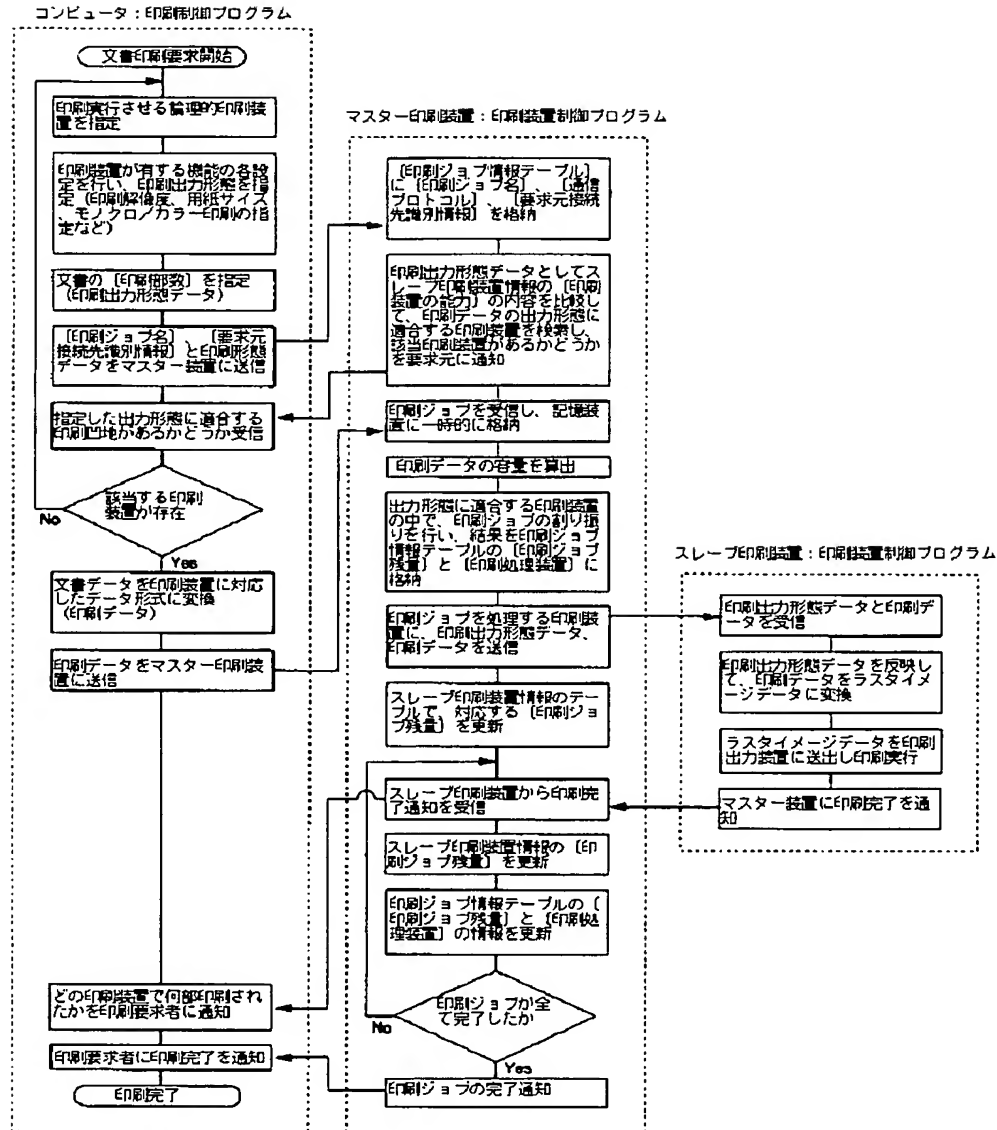 コンピュータ：印刷制御プログラム
文書印刷要求開始
印刷実行させる論理的印刷装
置を指定
印刷装置が有する機能の各設
定を行い、印刷出力形態を指
定（印刷解像度、用紙サイズ
、モノクロ／カラー印刷の指
定など）
文書の〔印刷部数〕を指定
（印刷出力形態データ）
〔印刷ジョブ名〕、〔要求元
接続先識別情報〕と印刷形態
データをマスター装置に送信
指定した出力形態に適合する
印刷凹地があるかどうか受信
該当する印刷
装置が存在
No
Yes
文書データを印刷装置に対応
したデータ形式に変換
（印刷データ）
印刷データをマスター印刷装
置に送信
どの印刷装置で何部印刷され
たかを印刷要求者に通知
印刷要求者に印刷完了を通知
印刷完了
マスター印刷装置：印刷装置制御プログラム
〔印刷ジョブ情報テーブル〕
に〔印刷ジョブ名〕、〔通信
プロトコル〕、〔要求元接続
先識別情報〕を格納
印刷出力形態データとしてス
レーブ印刷装置情報の〔印刷
装置の能力〕の内容を比較し
て、印刷データの出力形態に
適合する印刷装置を検索し、
該当印刷装置があるかどうか
を要求元に通知
印刷ジョブを受信し、記憶装
置に一時的に格納
印刷データの容量を算出
出力形態に適合する印刷装置
の中で、印刷ジョブの割り振
りを行い、結果を印刷ジョブ
情報テーブルの〔印刷ジョブ
残量〕と〔印刷処理装置〕に
格納
印刷ジョブを処理する印刷装
置に、印刷出力形態データ、
印刷データを送信
スレーブ印刷装置情報のテー
ブルで、対応する〔印刷ジョ
ブ残量〕を更新
スレーブ印刷装置から印刷完
了通知を受信
スレーブ印刷装置情報の〔印
刷ジョブ残量〕を更新
印刷ジョブ情報テーブルの〔
印刷ジョブ残量〕と〔印刷処
理装置〕の情報を更新
印刷ジョブが全
て完了したか
No
Yes
印刷ジョブの完了通知
スレーブ印刷装置：印刷装置制御プログラム
印刷出力形態データと印刷デ
ータを受信
印刷出力形態データを反映し
て、印刷データをラスタイメ
ージデータに変換
ラスタイメージデータを印刷
出力装置に送出し印刷実行
マスター装置に印刷完了を通
知